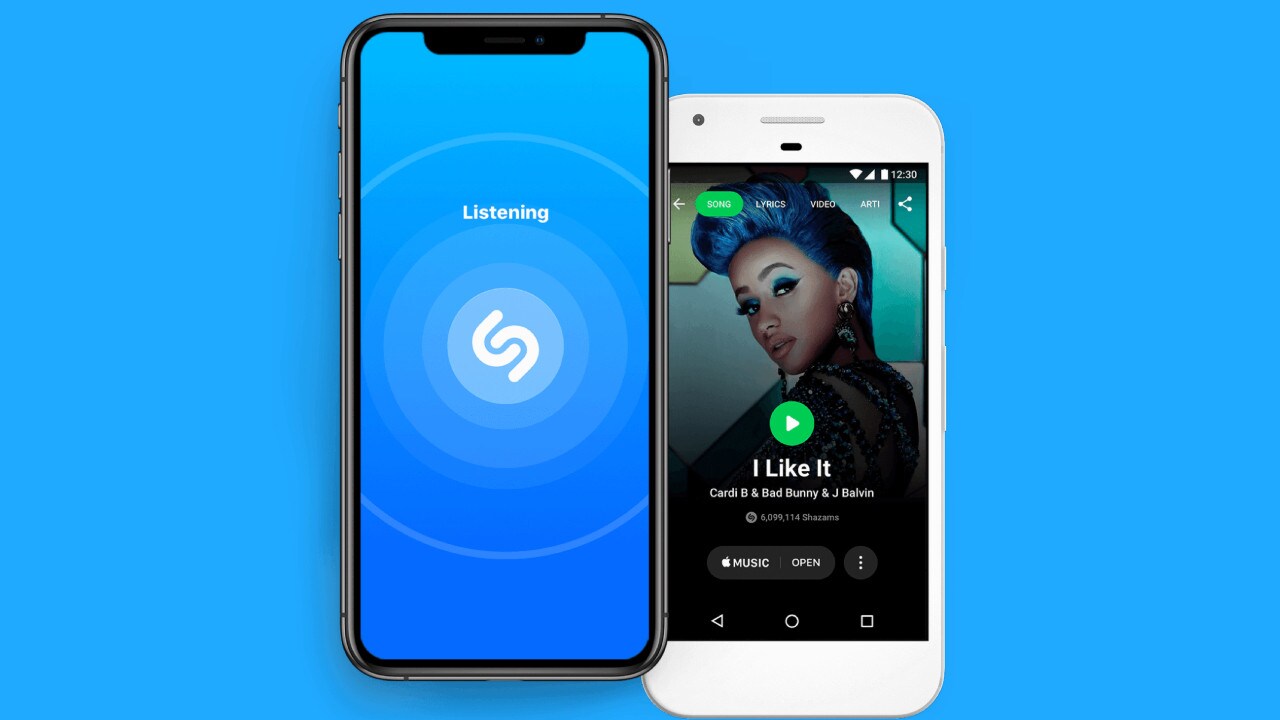 Listening
12:30
SONG LYRICS VIDEO ARTI
I Like It
Cardi B & Bad Bunny & J Balvin
6,099,114 Shazams
MUSIC OPEN